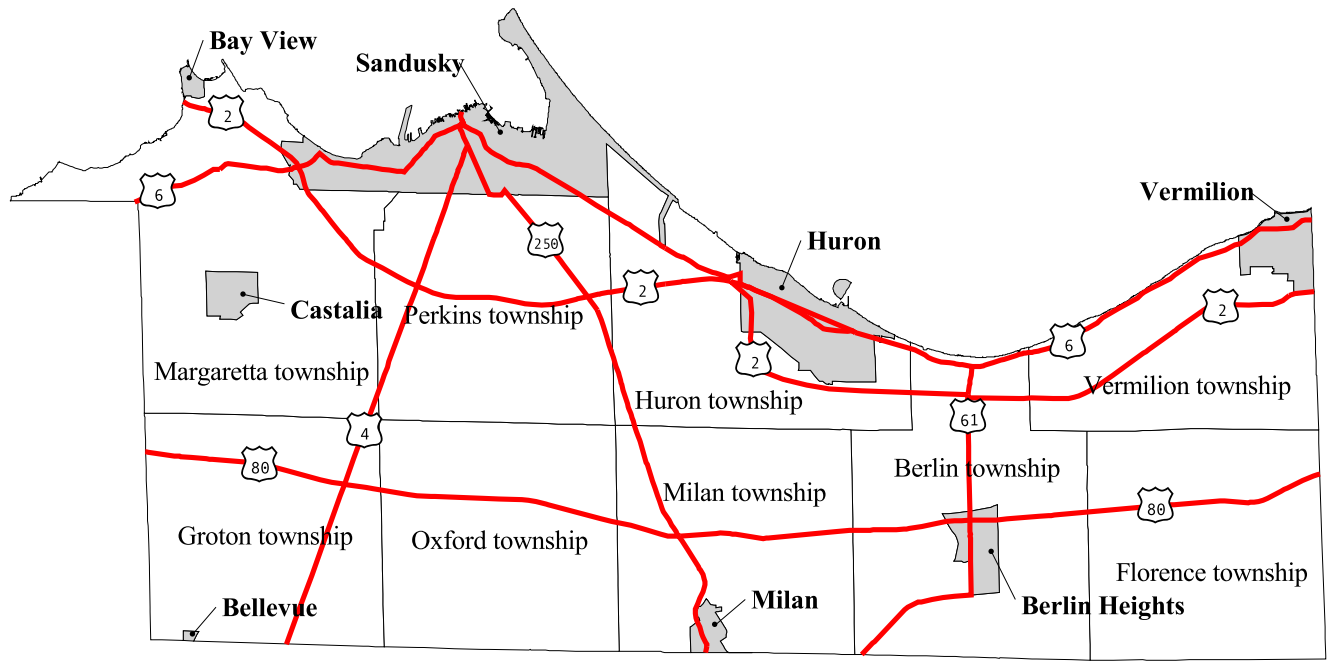 Bay View
Sandusky
2
6
Vermilion
250
Huron
2
Castalia
Perkins township
2
6
2
Margaretta township
Huron township
Vermilion township
4
61
80
Berlin township
Milan township
80
Groton township
Oxford township
Florence township
Bellevue
Milan
Berlin Heights